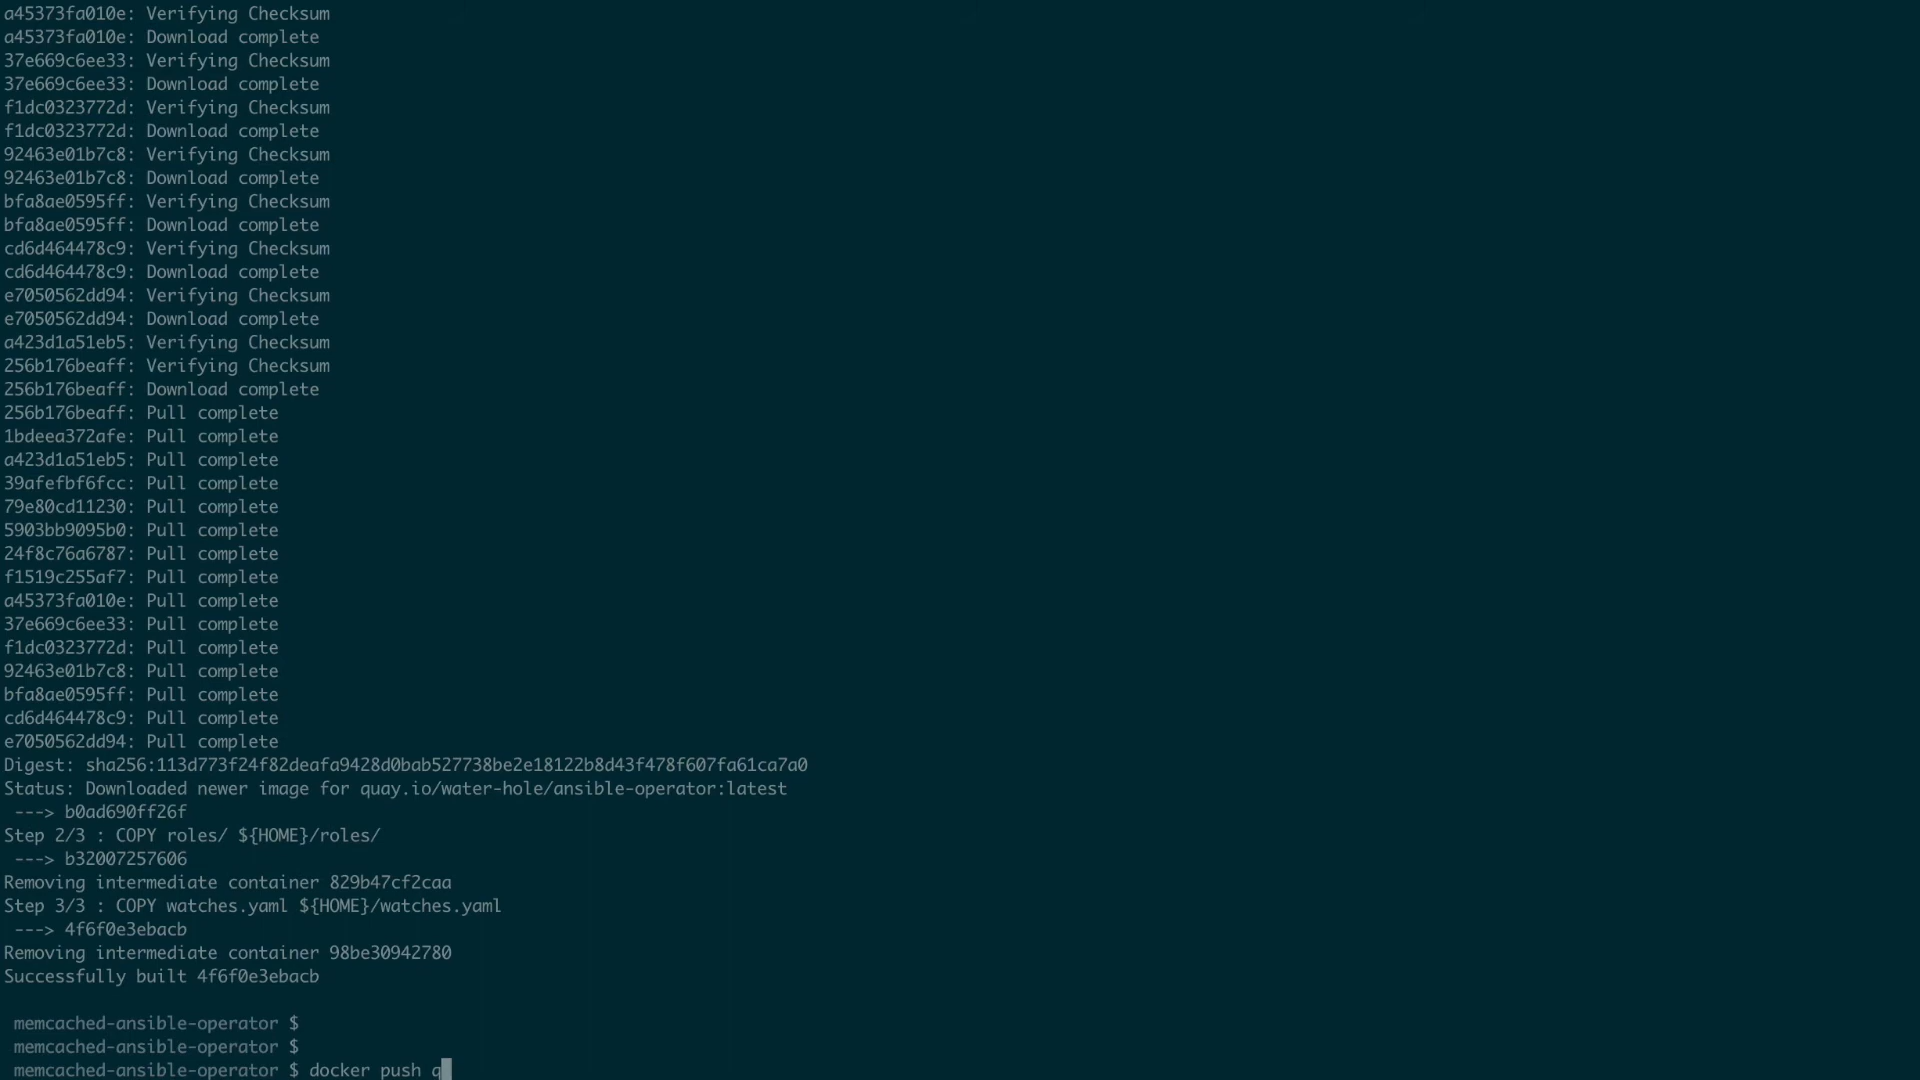 a45373fa010e: Verifying Checksum
a45373fa010e: Download complete
37e669c6ee33: Verifying Checksum
37e669c6ee33: Download complete
f1dc0323772d: Verifying Checksum
f1dc0323772d: Download complete
92463e01b7c8: Verifying Checksum
92463e01b7c8: Download complete
bfa8ae0595ff: Verifying Checksum
bfa8ae0595ff: Download complete
cd6d464478c9: Verifying Checksum
cd6d464478c9: Download complete
e7050562dd94: Verifying Checksum
e7050562dd94: Download complete
a423d1a51eb5: Verifying Checksum
256b176beaff: Verifying Checksum
256b176beaff: Download complete
256b176beaff: Pull complete
1bdeea372afe: Pull complete
a423d1a51eb5: Pull complete
39afefbf6fcc: Pull complete
79e80cd11230: Pull complete
5903bb9095b0: Pull complete
24f8c76a6787: Pull complete
f1519c255af7: Pull complete
a45373fa010e: Pull complete
37e669c6ee33: Pull complete
f1dc0323772d: Pull complete
92463e01b7c8: Pull complete
bfa8ae0595ff: Pull complete
cd6d464478c9: Pull complete
e7050562dd94: Pull complete
Digest: sha256:113d773f24f82deafa9428d0bab527738be2e18122b8d43f478f607fa61ca7a0
Status: Downloaded newer image for quay.io/water-hole/ansible-operator:latest
---> b0ad690ff26f
Step 2/3 : COPY roles/ ${HOME}/roles/
---> b32007257606
Removing intermediate container 829b47cf2caa
Step 3/3 : COPY watches.yaml ${HOME}/watches.yaml
---> 4f6f0e3ebacb
Removing intermediate container 98be30942780
Successfully built 4f6f0e3ebacb
memcached-ansible-operator $
memcached-ansible-operator $
memcached-ansible-operator $ docker push q